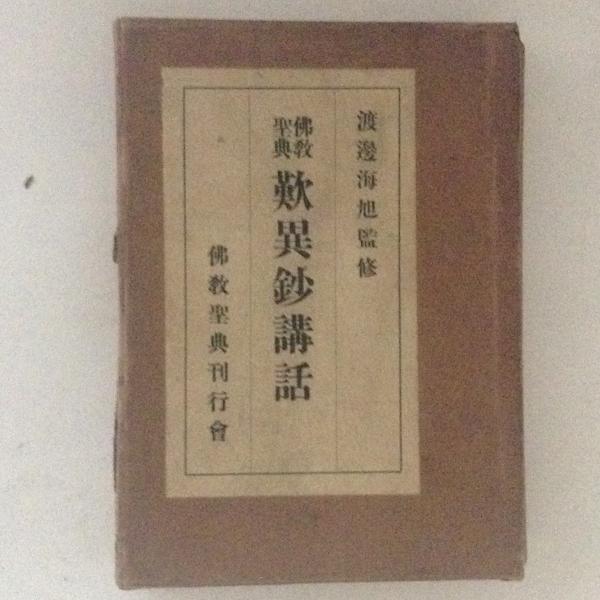 渡邊海旭監修
佛教聖典
歎異鈔講話
佛教聖典刊行會